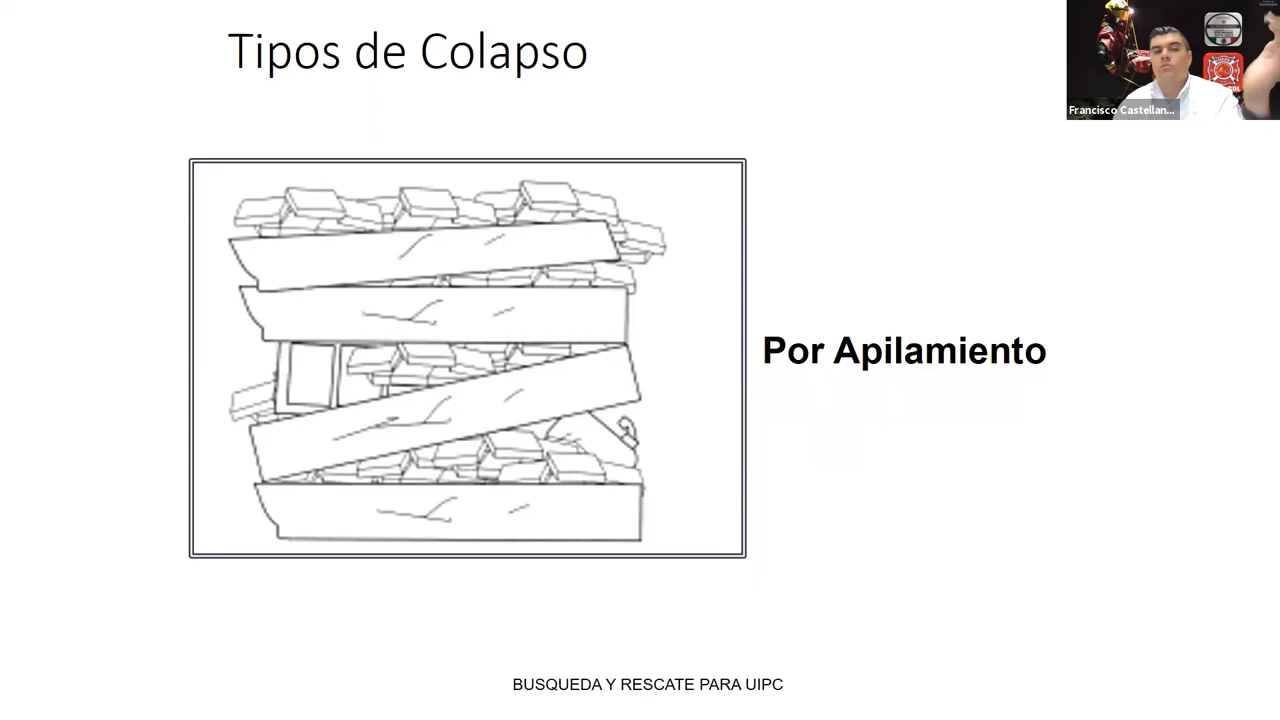 Tipos de Colapso
Francisco Castellan...
Por Apilamiento
BUSQUEDA Y RESCATE PARA UIPC